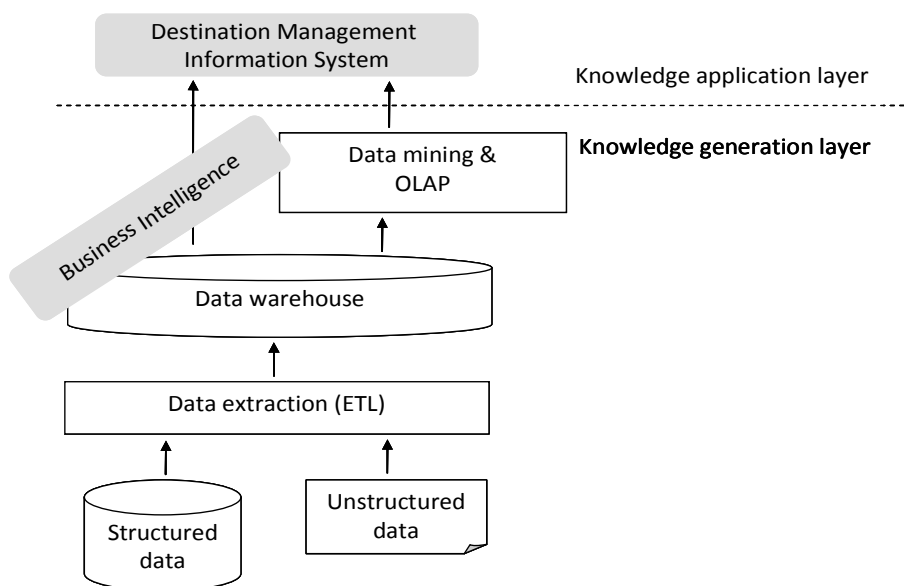 Destination Management
Information System
Knowledge application layer
Knowledge generation layer
Data mining &
OLAP
Business Intelligence
Data warehouse
Data extraction (ETL)
Structured
data
Unstructured
data